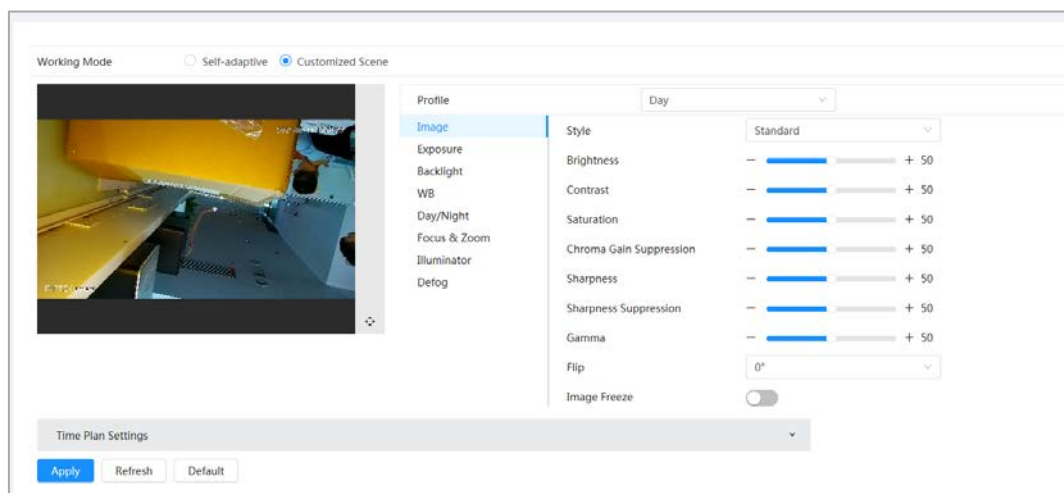 Working Mode Self-adaptive Customized Scene
Profile Day
Image
Exposure
Backlight
WB
Day/Night
Focus & Zoom
Illuminator
Defog
Style Standard
Brightness − + 50
Contrast − + 50
Saturation − + 50
Chroma Gain Suppression − + 50
Sharpness − + 50
Sharpness Suppression − + 50
Gamma − + 50
Flip 0°
Image Freeze
Time Plan Settings
Apply Refresh Default